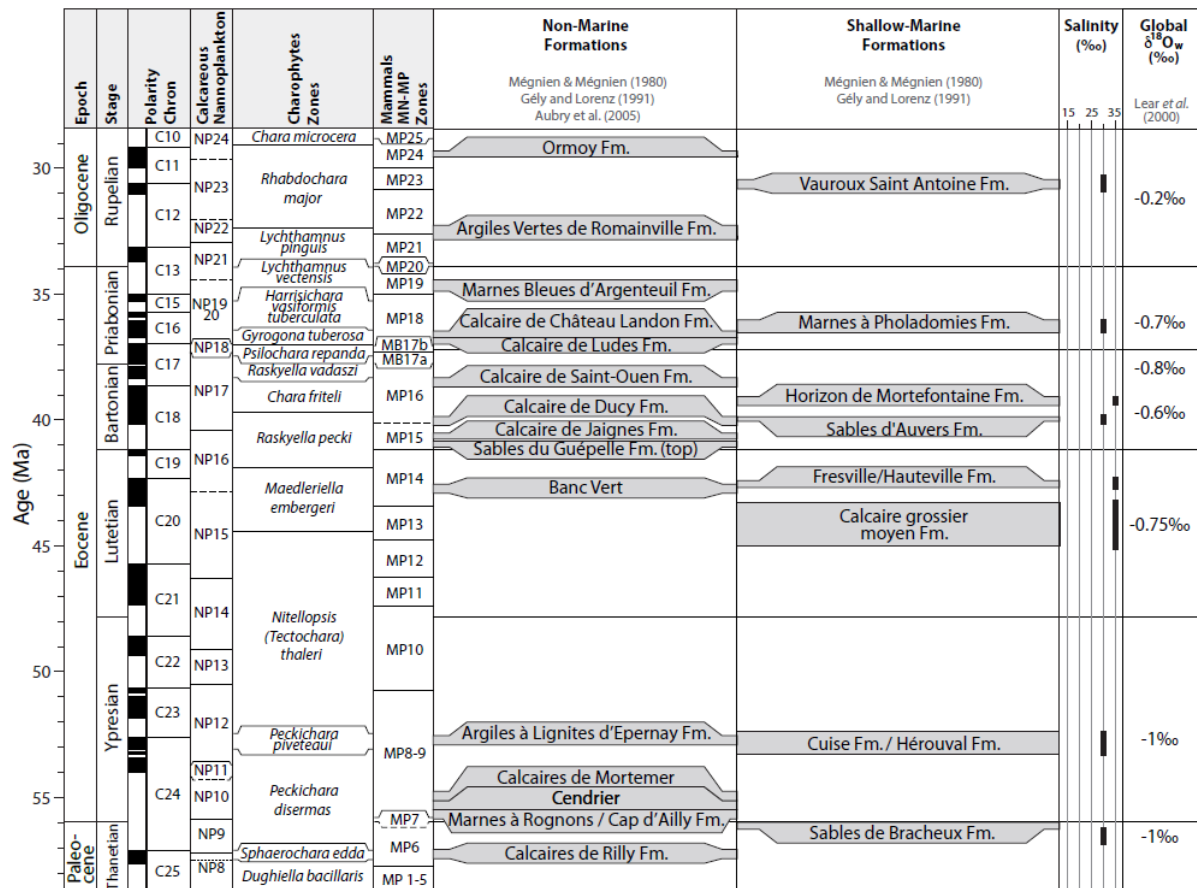 Epoch
Stage
Polarity
Chron
Calcareous
Nannoplankton
Charophytes
Zones
Mammals
MN-MP
Zones
Non-Marine
Formations
Mégnien & Mégnien (1980)
Gély and Lorenz (1991)
Aubry et al. (2005)
Shallow-Marine
Formations
Mégnien & Mégnien (1980)
Gély and Lorenz (1991)
Salinity
(‰)
15 25 35
Global
δ18Ow
(‰)
Lear et al.
(2000)
Age (Ma)
30
35
40
45
50
55
Oligocene
Eocene
Paleo-
cene
Rupelian
Priabonian
Bartonian
Lutetian
Ypresian
Thanetian
C10
C11
C12
C13
C15
C16
C17
C18
C19
C20
C21
C22
C23
C24
C25
NP24
NP23
NP22
NP21
NP19
20
NP18
NP17
NP16
NP15
NP14
NP13
NP12
NP11
NP10
NP9
NP8
Chara microcera
Rhabdochara
major
Lychthamnus
pinguis
Lychthamnus
vectensis
Harrisichara
vasiformis
tuberculata
Gyrogona tuberosa
Psilochara repanda
Raskyella vadaszi
Chara friteli
Raskyella pecki
Maedleriella
embergeri
Nitellopsis
(Tectochara)
thaleri
Peckichara
piveteaui
Peckichara
disermas
Sphaerochara edda
Dughiella bacillaris
MP25
MP24
MP23
MP22
MP21
MP20
MP19
MP18
MB17b
MB17a
MP16
MP15
MP14
MP13
MP12
MP11
MP10
MP8-9
MP7
MP6
MP 1-5
Ormoy Fm.
Argiles Vertes de Romainville Fm.
Marnes Bleues d’Argenteuil Fm.
Calcaire de Château Landon Fm.
Calcaire de Ludes Fm.
Calcaire de Saint-Ouen Fm.
Calcaire de Ducy Fm.
Calcaire de Jaignes Fm.
Sables du Guépelle Fm. (top)
Banc Vert
Argiles à Lignites d’Epernay Fm.
Calcaires de Mortemer
Cendrier
Marnes à Rognons / Cap d’Ailly Fm.
Calcaires de Rilly Fm.
Vauroux Saint Antoine Fm.
Marnes à Pholadomies Fm.
Horizon de Mortefontaine Fm.
Sables d'Auvers Fm.
Fresville/Hauteville Fm.
Calcaire grossier
moyen Fm.
Cuise Fm. / Hérouval Fm.
Sables de Bracheux Fm.
-0.2‰
-0.7‰
-0.8‰
-0.6‰
-0.75‰
-1‰
-1‰